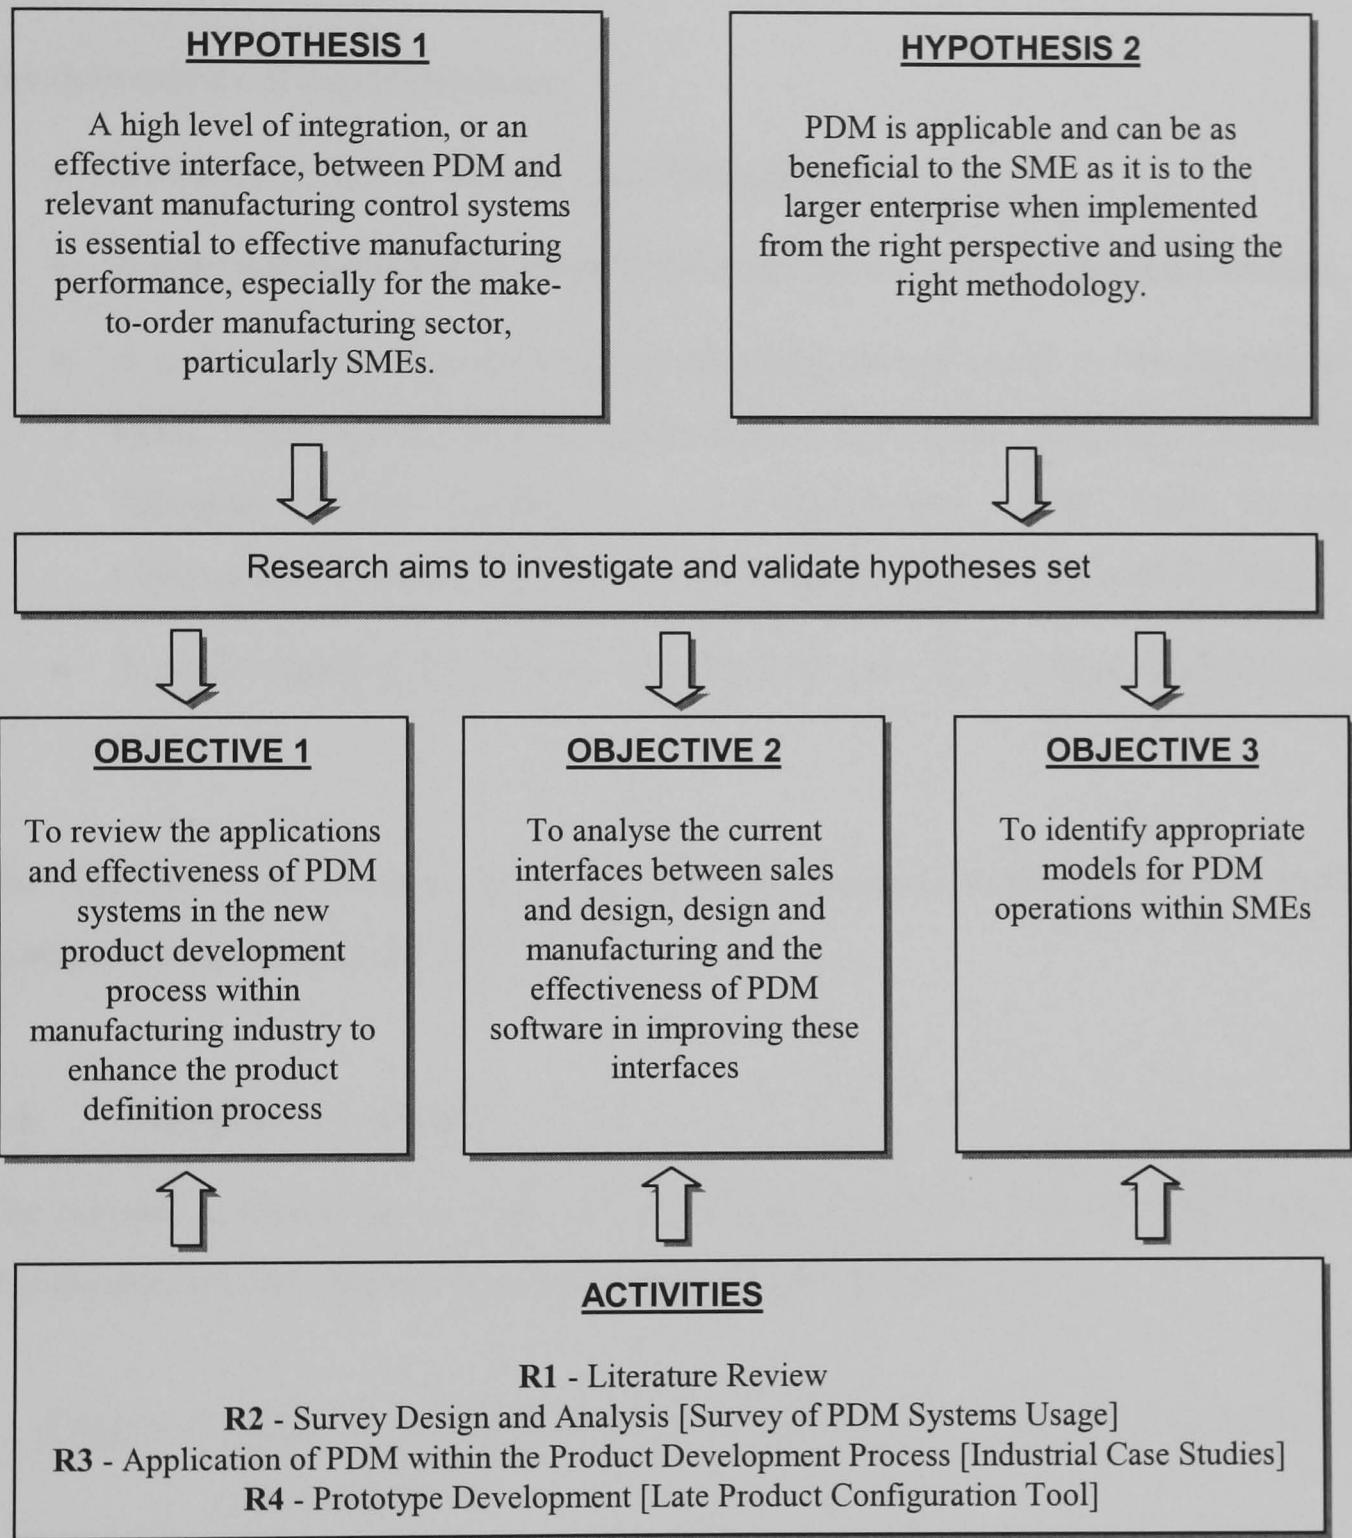 HYPOTHESIS 1
A high level of integration, or an
effective interface, between PDM and
relevant manufacturing control systems
is essential to effective manufacturing
performance, especially for the make-
to-order manufacturing sector,
particularly SMEs.
HYPOTHESIS 2
PDM is applicable and can be as
beneficial to the SME as it is to the
larger enterprise when implemented
from the right perspective and using the
right methodology.
Research aims to investigate and validate hypotheses set
OBJECTIVE 1
To review the applications
and effectiveness of PDM
systems in the new
product development
process within
manufacturing industry to
enhance the product
definition process
OBJECTIVE 2
To analyse the current
interfaces between sales
and design, design and
manufacturing and the
effectiveness of PDM
software in improving these
interfaces
OBJECTIVE 3
To identify appropriate
models for PDM
operations within SMEs
ACTIVITIES
R1 - Literature Review
R2 - Survey Design and Analysis [Survey of PDM Systems Usage]
R3 - Application of PDM within the Product Development Process [Industrial Case Studies]
R4 - Prototype Development [Late Product Configuration Tool]